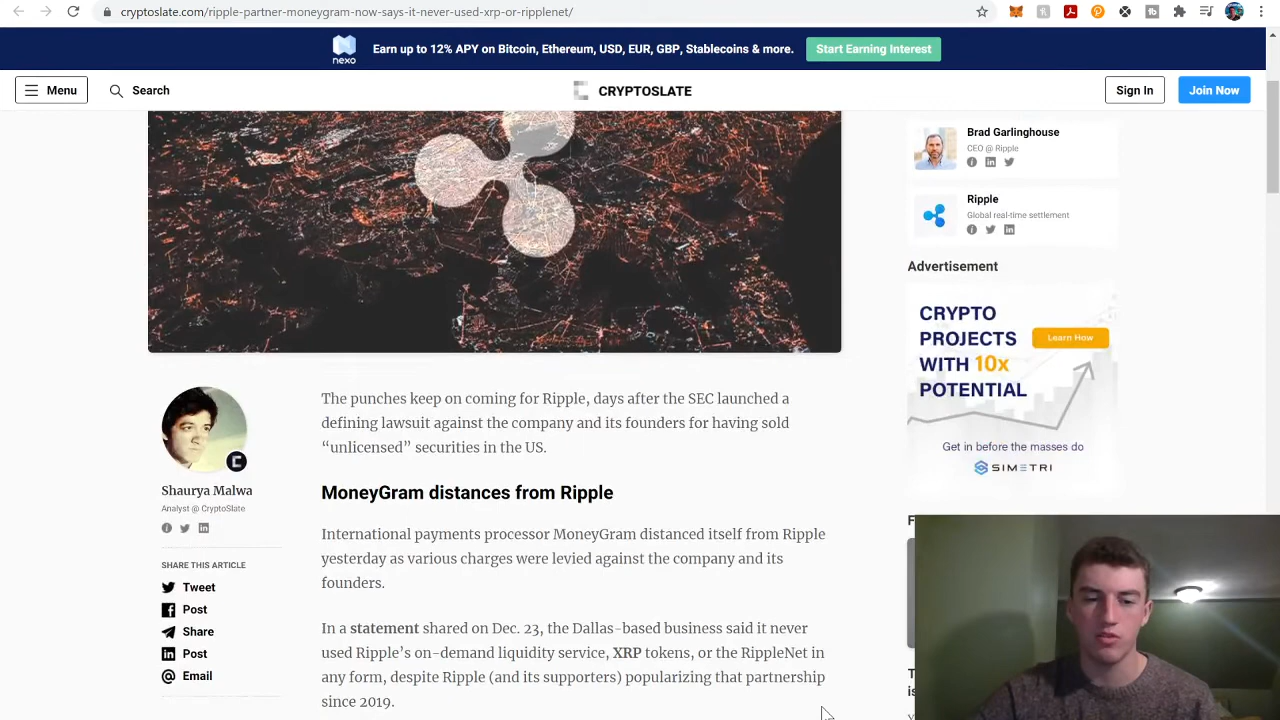 cryptoslate.com/ripple-partner-moneygram-now-says-it-never-used-xrp-or-ripplenet/
nexo
Earn up to 12% APY on Bitcoin, Ethereum, USD, EUR, GBP, Stablecoins & more.
Start Earning Interest
Menu
Search
CRYPTOSLATE
Sign In
Join Now
Brad Garlinghouse
CEO @ Ripple
Ripple
Global real-time settlement
Advertisement
CRYPTO
PROJECTS
WITH 10x
POTENTIAL
Learn How
Get in before the masses do
SIMETRI
The punches keep on coming for Ripple, days after the SEC launched a
defining lawsuit against the company and its founders for having sold
“unlicensed” securities in the US.
Shaurya Malwa
Analyst @ CryptoSlate
SHARE THIS ARTICLE
Tweet
Post
Share
Post
Email
MoneyGram distances from Ripple
International payments processor MoneyGram distanced itself from Ripple
yesterday as various charges were levied against the company and its
founders.
In a statement shared on Dec. 23, the Dallas-based business said it never
used Ripple’s on-demand liquidity service, XRP tokens, or the RippleNet in
any form, despite Ripple (and its supporters) popularizing that partnership
since 2019.